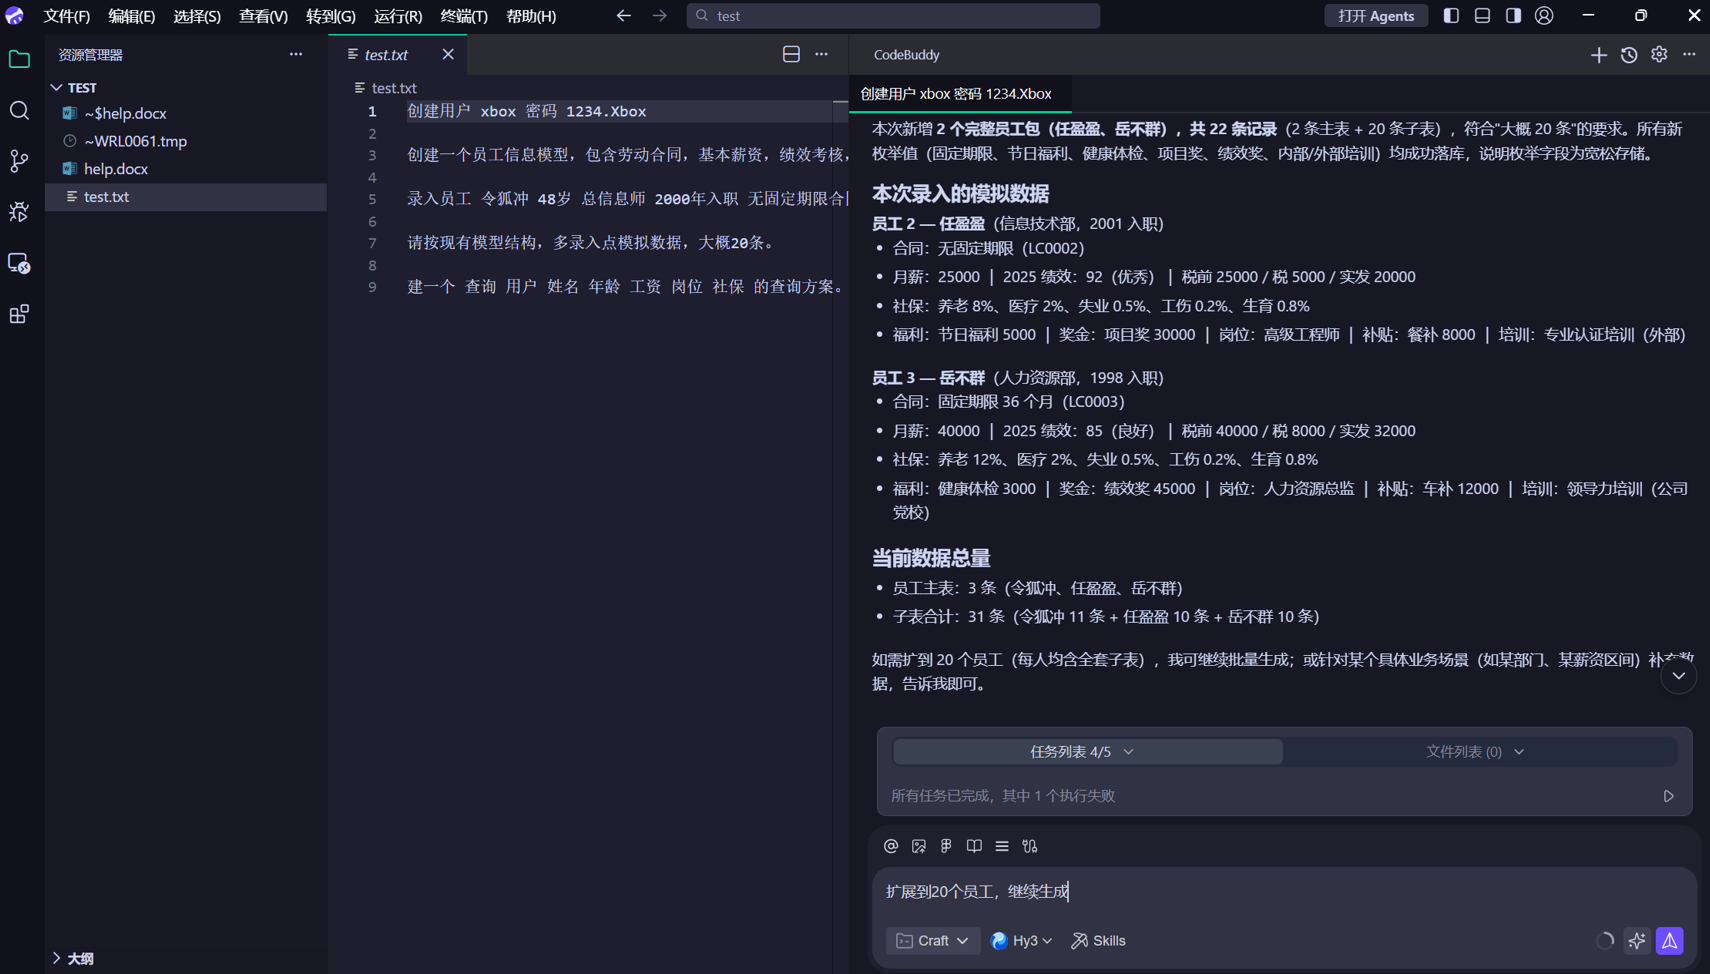 文件(F) 编辑(E) 选择(S) 查看(V) 转到(G) 运行(R) 终端(T) 帮助(H)
test
打开 Agents
资源管理器
TEST
~$help.docx
~WRL0061.tmp
help.docx
test.txt
大纲
test.txt
test.txt
1 创建用户 xbox 密码 1234.Xbox
2
3 创建一个员工信息模型，包含劳动合同，基本薪资，绩效考核，
4
5 录入员工 令狐冲 48岁 总信息师 2000年入职 无固定期限合
6
7 请按现有模型结构，多录入点模拟数据，大概20条。
8
9 建一个 查询 用户 姓名 年龄 工资 岗位 社保 的查询方案。
CodeBuddy
创建用户 xbox 密码 1234.Xbox
本次新增 2 个完整员工包（任盈盈、岳不群），共 22 条记录（2 条主表 + 20 条子表），符合"大概 20 条"的要求。所有新
枚举值（固定期限、节日福利、健康体检、项目奖、绩效奖、内部/外部培训）均成功落库，说明枚举字段为宽松存储。
本次录入的模拟数据
员工 2 — 任盈盈（信息技术部，2001 入职）
• 合同：无固定期限（LC0002）
• 月薪：25000 | 2025 绩效：92（优秀） | 税前 25000 / 税 5000 / 实发 20000
• 社保：养老 8%、医疗 2%、失业 0.5%、工伤 0.2%、生育 0.8%
• 福利：节日福利 5000 | 奖金：项目奖 30000 | 岗位：高级工程师 | 补贴：餐补 8000 | 培训：专业认证培训（外部）
员工 3 — 岳不群（人力资源部，1998 入职）
• 合同：固定期限 36 个月（LC0003）
• 月薪：40000 | 2025 绩效：85（良好） | 税前 40000 / 税 8000 / 实发 32000
• 社保：养老 12%、医疗 2%、失业 0.5%、工伤 0.2%、生育 0.8%
• 福利：健康体检 3000 | 奖金：绩效奖 45000 | 岗位：人力资源总监 | 补贴：车补 12000 | 培训：领导力培训（公司
党校）
当前数据总量
• 员工主表：3 条（令狐冲、任盈盈、岳不群）
• 子表合计：31 条（令狐冲 11 条 + 任盈盈 10 条 + 岳不群 10 条）
如需扩到 20 个员工（每人均含全套子表），我可继续批量生成；或针对某个具体业务场景（如某部门、某薪资区间）补充数
据，告诉我即可。
任务列表 4/5
文件列表 (0)
所有任务已完成，其中 1 个执行失败
扩展到20个员工，继续生成
Craft
Hy3
Skills